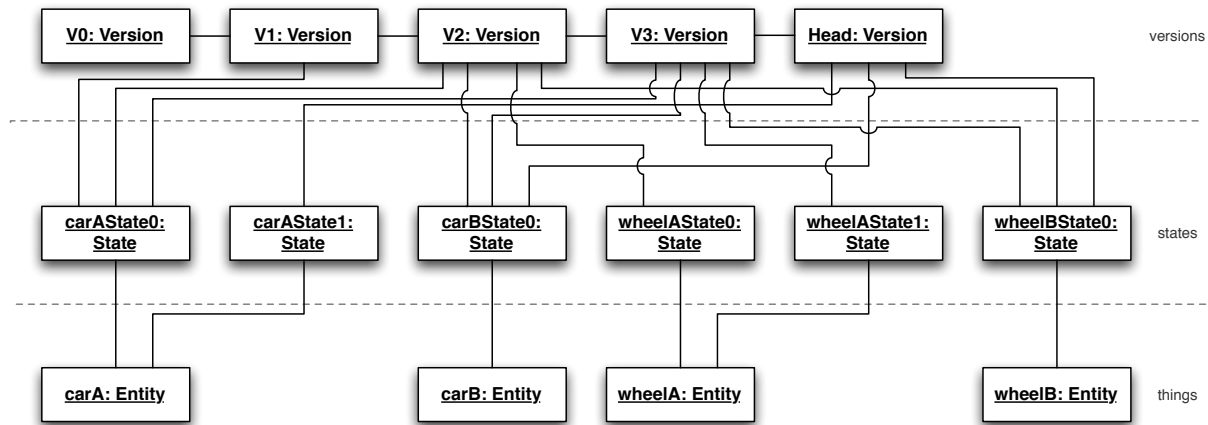 V0: Version
V1: Version
V2: Version
V3: Version
Head: Version
versions
carAState0:
State
carAState1:
State
carBState0:
State
wheelAState0:
State
wheelAState1:
State
wheelBState0:
State
states
carA: Entity
carB: Entity
wheelA: Entity
wheelB: Entity
things